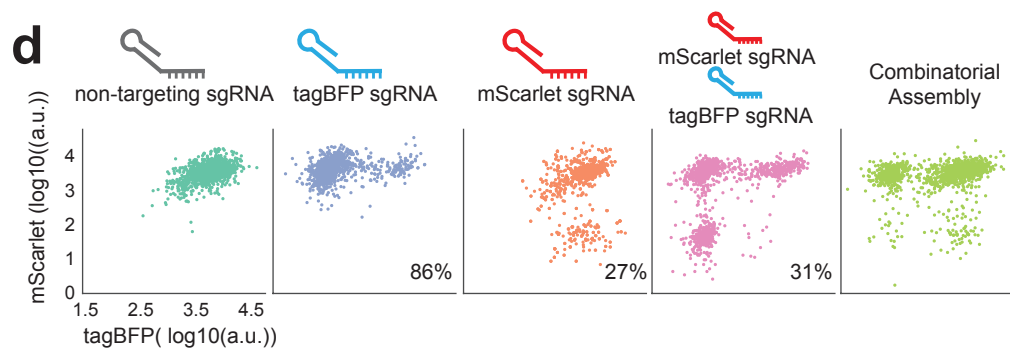 d
non-targeting sgRNA
tagBFP sgRNA
mScarlet sgRNA
mScarlet sgRNA
tagBFP sgRNA
Combinatorial
Assembly
mScarlet (log10((a.u.))
4
3
2
1
0
1.5
2.5
3.5
4.5
tagBFP( log10(a.u.))
86%
27%
31%